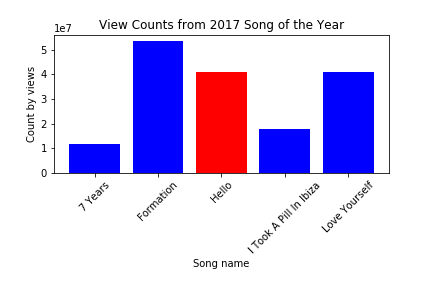 View Counts from 2017 Song of the Year
1e7
5
4
3
2
1
0
Count by views
7 Years
Formation
Hello
I Took A Pill In Ibiza
Love Yourself
Song name